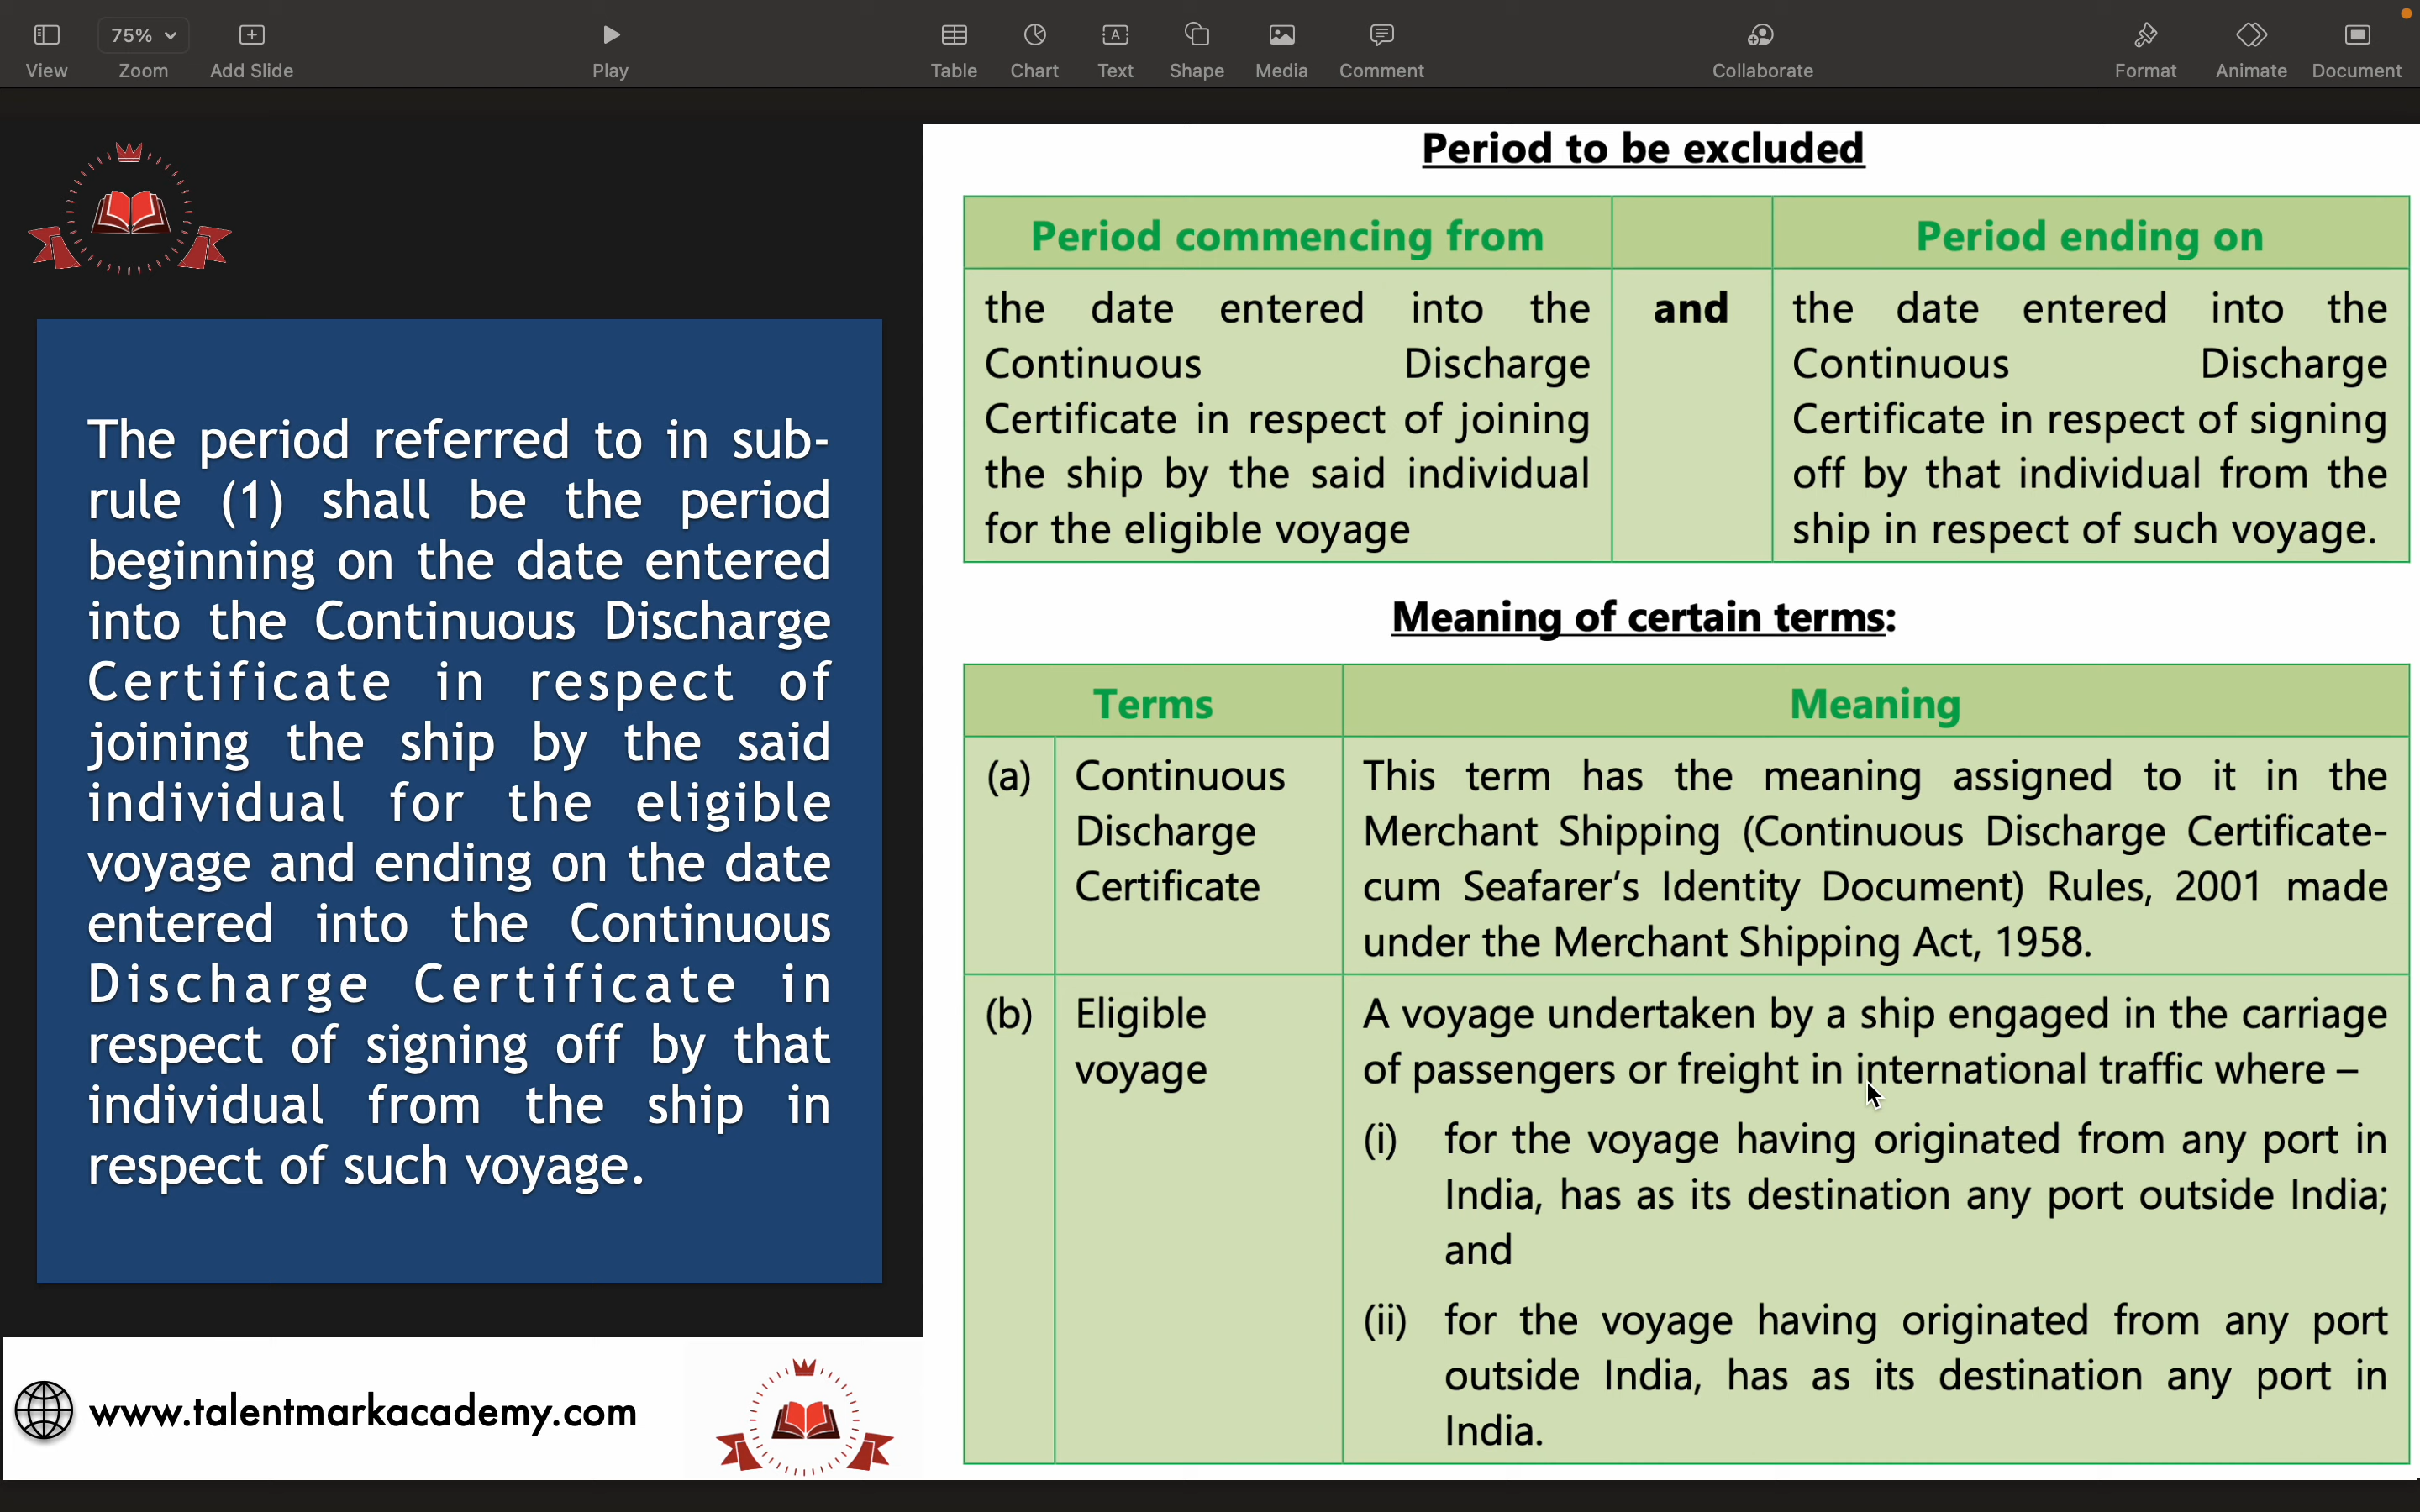 75%
View
Zoom
Add Slide
Play
Table
Chart
Text
Shape
Media
Comment
Collaborate
Format
Animate
Document
The period referred to in sub-
rule (1) shall be the period
beginning on the date entered
into the Continuous Discharge
Certificate in respect of
joining the ship by the said
individual for the eligible
voyage and ending on the date
entered into the Continuous
Discharge Certificate in
respect of signing off by that
individual from the ship in
respect of such voyage.
www.talentmarkacademy.com
Period to be excluded
Period commencing from
Period ending on
the date entered into the
Continuous Discharge
Certificate in respect of joining
the ship by the said individual
for the eligible voyage
and
the date entered into the
Continuous Discharge
Certificate in respect of signing
off by that individual from the
ship in respect of such voyage.
Meaning of certain terms:
Terms
Meaning
(a)
Continuous
Discharge
Certificate
This term has the meaning assigned to it in the
Merchant Shipping (Continuous Discharge Certificate-
cum Seafarer’s Identity Document) Rules, 2001 made
under the Merchant Shipping Act, 1958.
(b)
Eligible
voyage
A voyage undertaken by a ship engaged in the carriage
of passengers or freight in international traffic where –
(i) for the voyage having originated from any port in
India, has as its destination any port outside India;
and
(ii) for the voyage having originated from any port
outside India, has as its destination any port in
India.